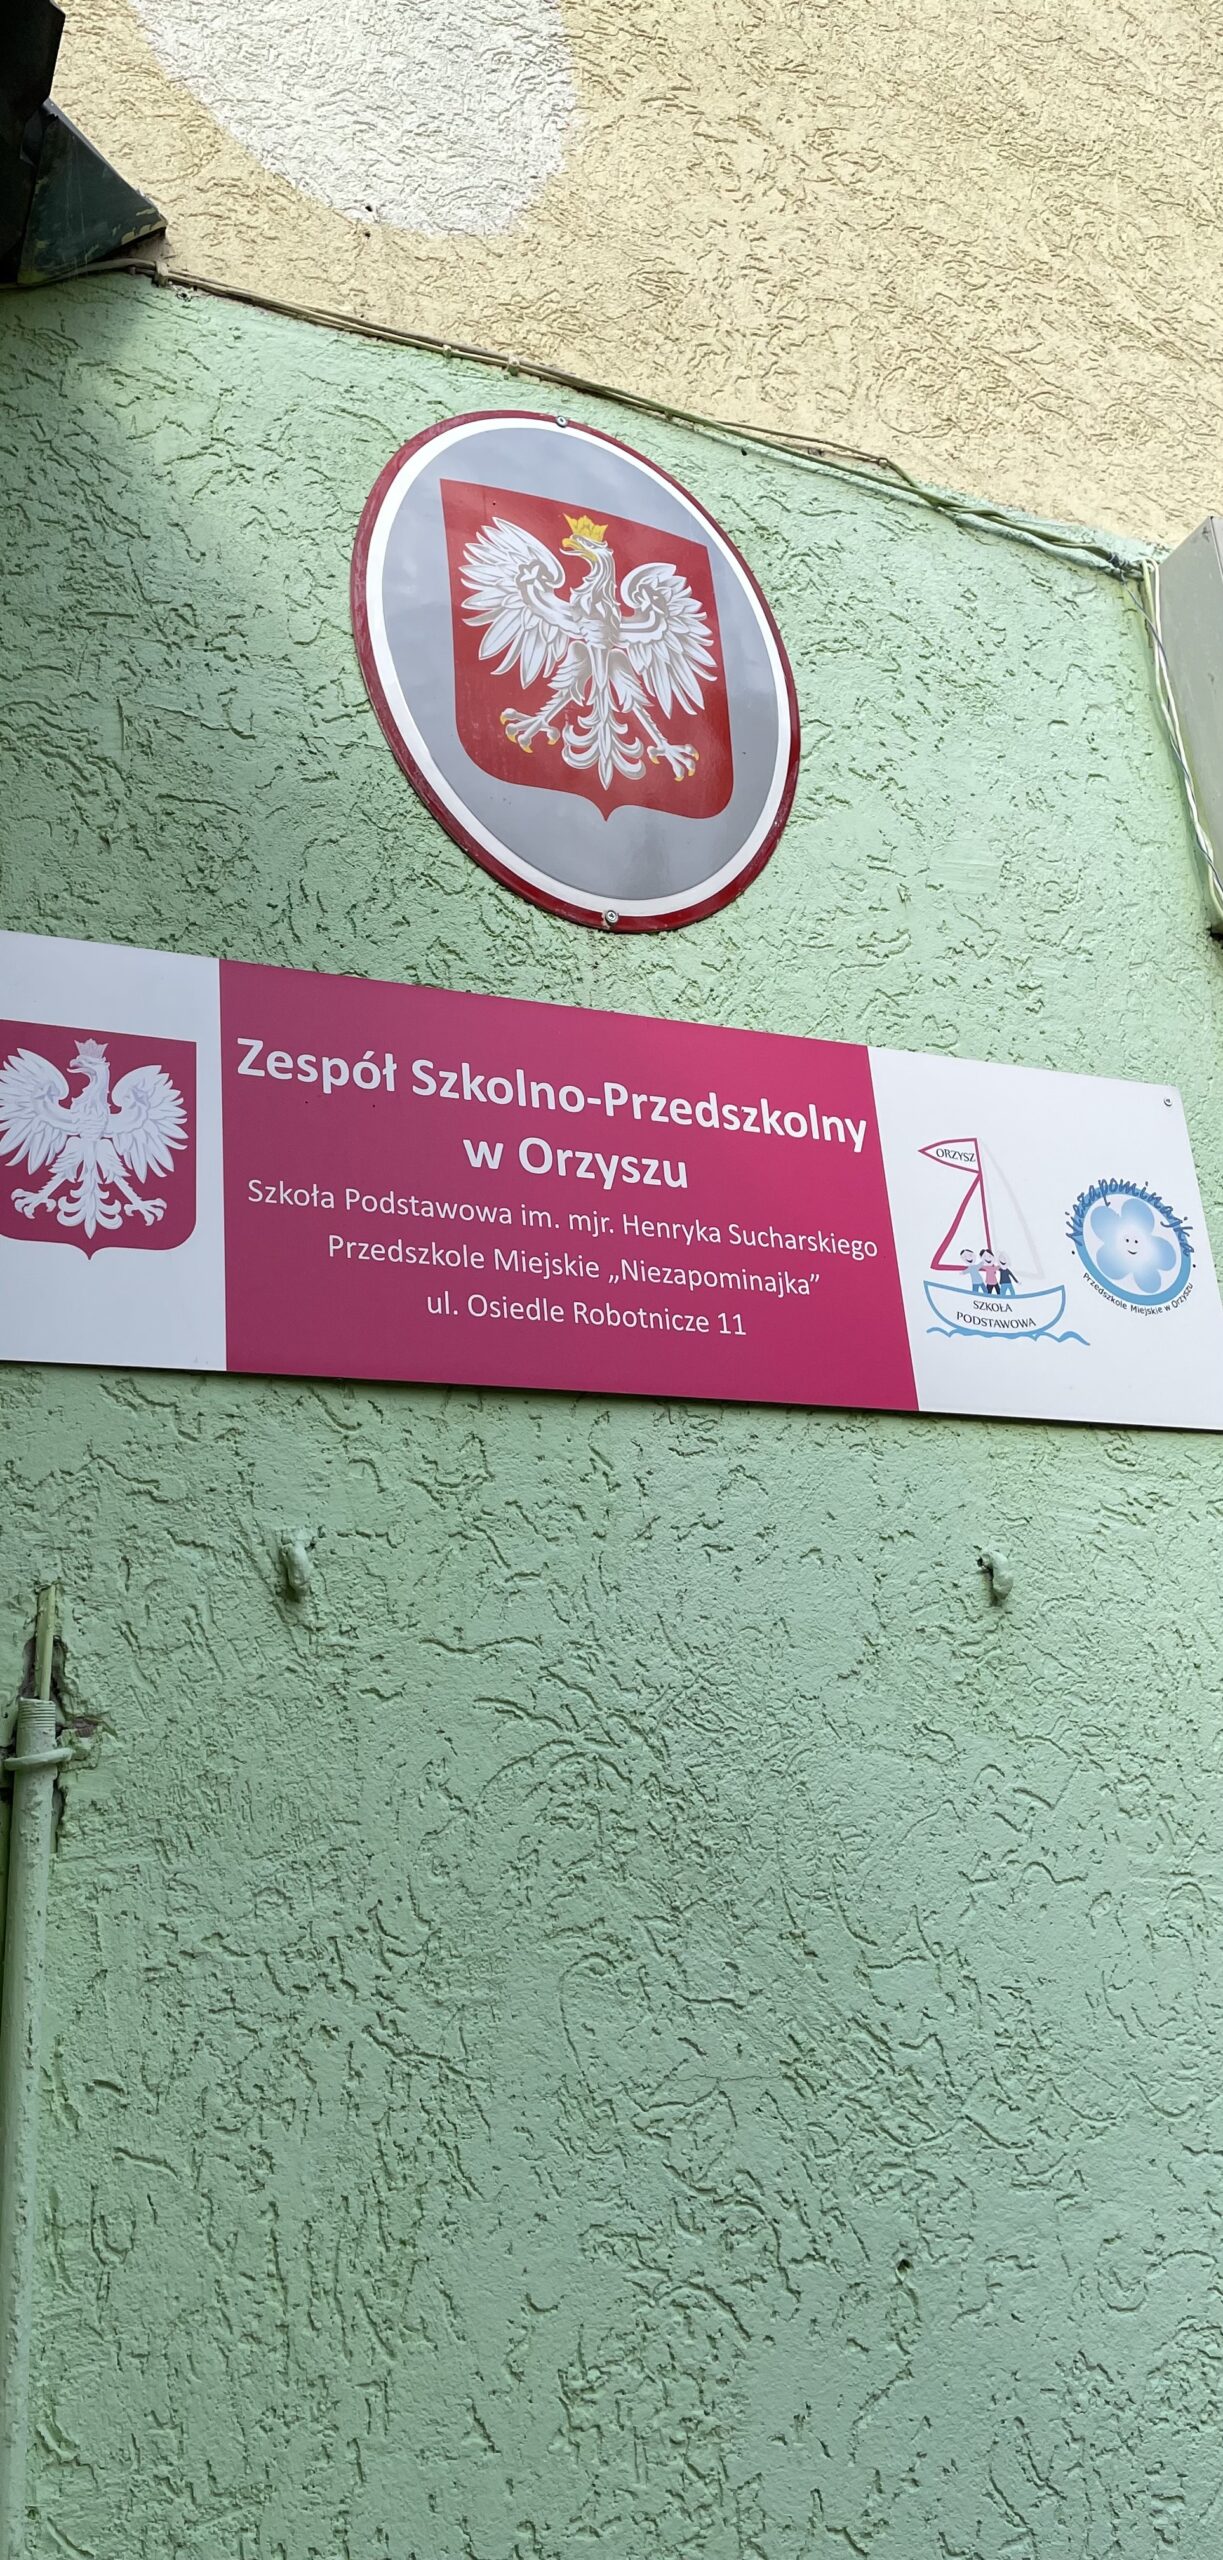 Zespół Szkolno-Przedszkolny
w Orzyszu
Szkoła Podstawowa im. mjr. Henryka Sucharskiego
Przedszkole Miejskie „Niezapominajka”
ul. Osiedle Robotnicze 11
ORZYSZ
SZKOŁA
PODSTAWOWA
Niezapominajka
Przedszkole Miejskie w Orzyszu